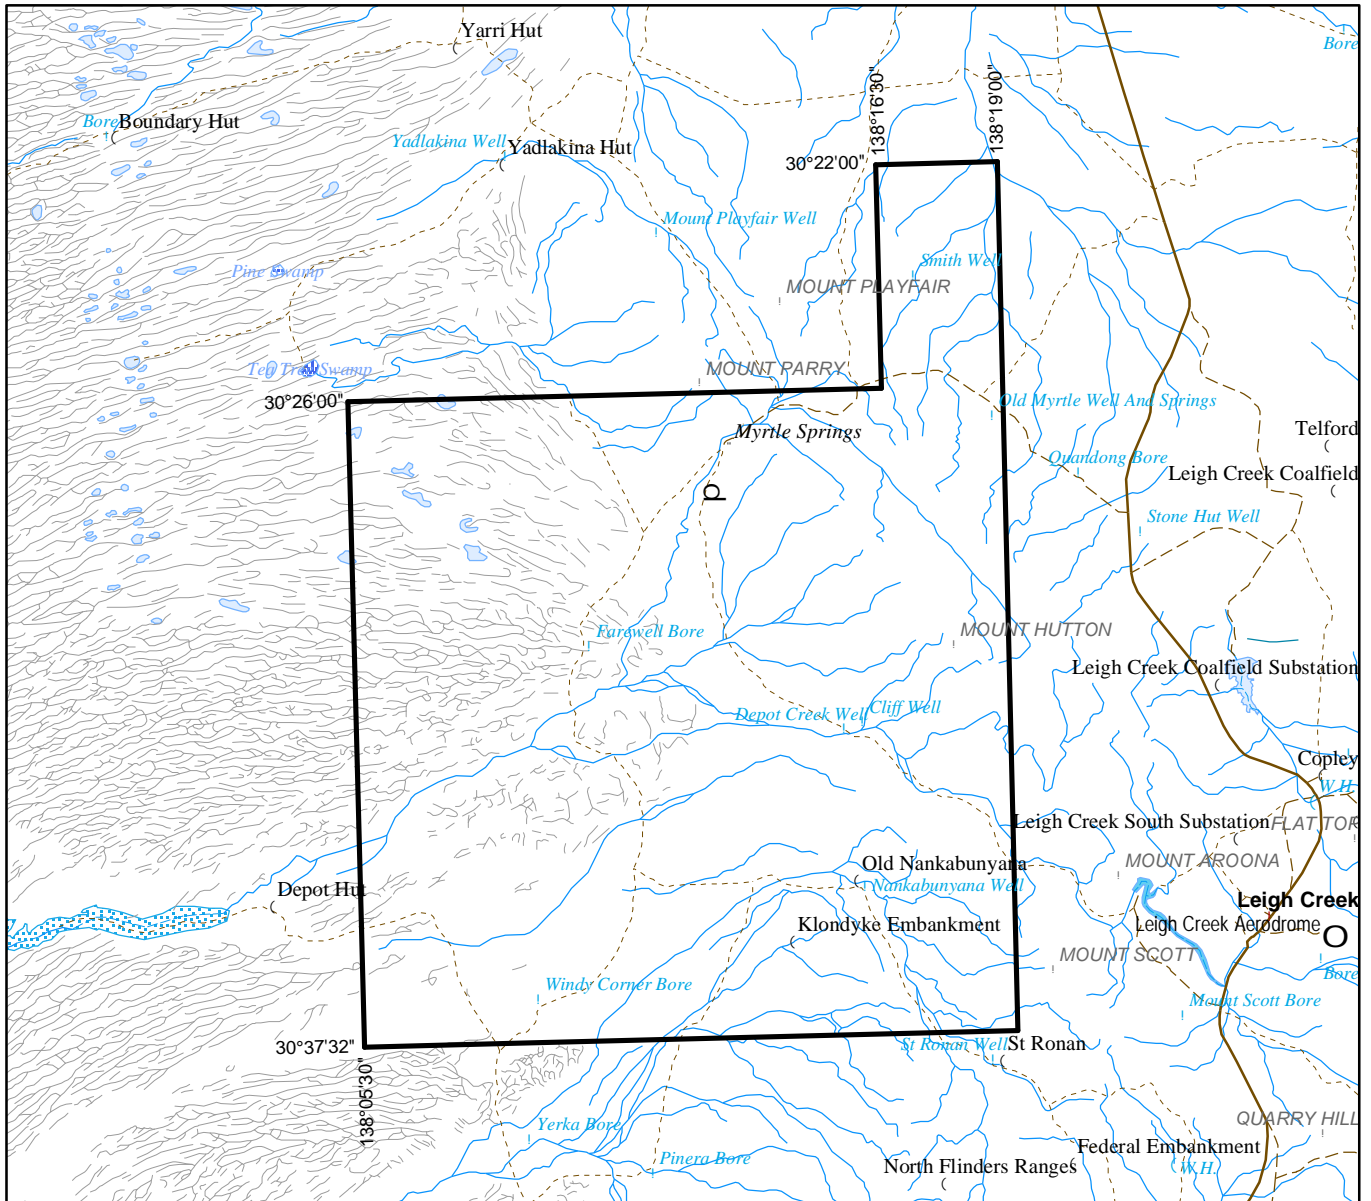 Yarri Hut
Bore
Bore
Boundary Hut
Yadlakina Well
Yadlakina Hut
138°16'30"
138°19'00"
30°22'00"
Mount Playfair Well
Smith Well
Pine Swamp
MOUNT PLAYFAIR
Tea Tree Swamp
MOUNT PARRY
30°26'00"
Old Myrtle Well And Springs
Myrtle Springs
Telford
Quandong Bore
Leigh Creek Coalfield
p
Stone Hut Well
Farewell Bore
MOUNT HUTTON
Leigh Creek Coalfield Substation
Depot Creek Well
Cliff Well
Copley
W.H.
Leigh Creek South Substation
FLAT TOP
MOUNT AROONA
Old Nankabunyana
Nankabunyana Well
Depot Hut
Leigh Creek
Klondyke Embankment
Leigh Creek Aerodrome
MOUNT SCOTT
Bore
Windy Corner Bore
Mount Scott Bore
30°37'32"
St Ronan Well
St Ronan
138°05'30"
Yerka Bore
QUARRY HILL
Federal Embankment
Pinera Bore
North Flinders Ranges
W.H.